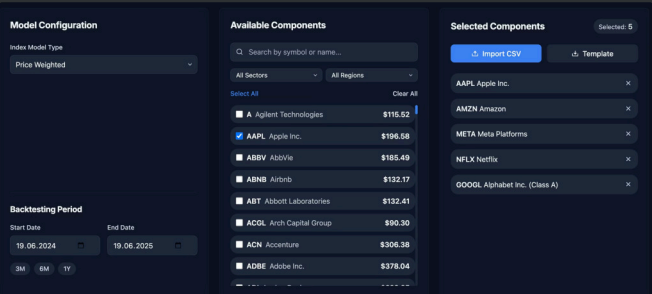 Model Configuration
Index Model Type
Price Weighted
Backtesting Period
Start Date
End Date
19.06.2024
19.06.2025
3M
6M
1Y
Available Components
Search by symbol or name...
All Sectors
All Regions
Select All
Clear All
A Agilent Technologies $115.52
AAPL Apple Inc. $196.58
ABBV AbbVie $185.49
ABNB Airbnb $132.17
ABT Abbott Laboratories $132.41
ACGL Arch Capital Group $90.30
ACN Accenture $306.38
ADBE Adobe Inc. $378.04
Selected Components
Selected: 5
Import CSV
Template
AAPL Apple Inc.
AMZN Amazon
META Meta Platforms
NFLX Netflix
GOOGL Alphabet Inc. (Class A)